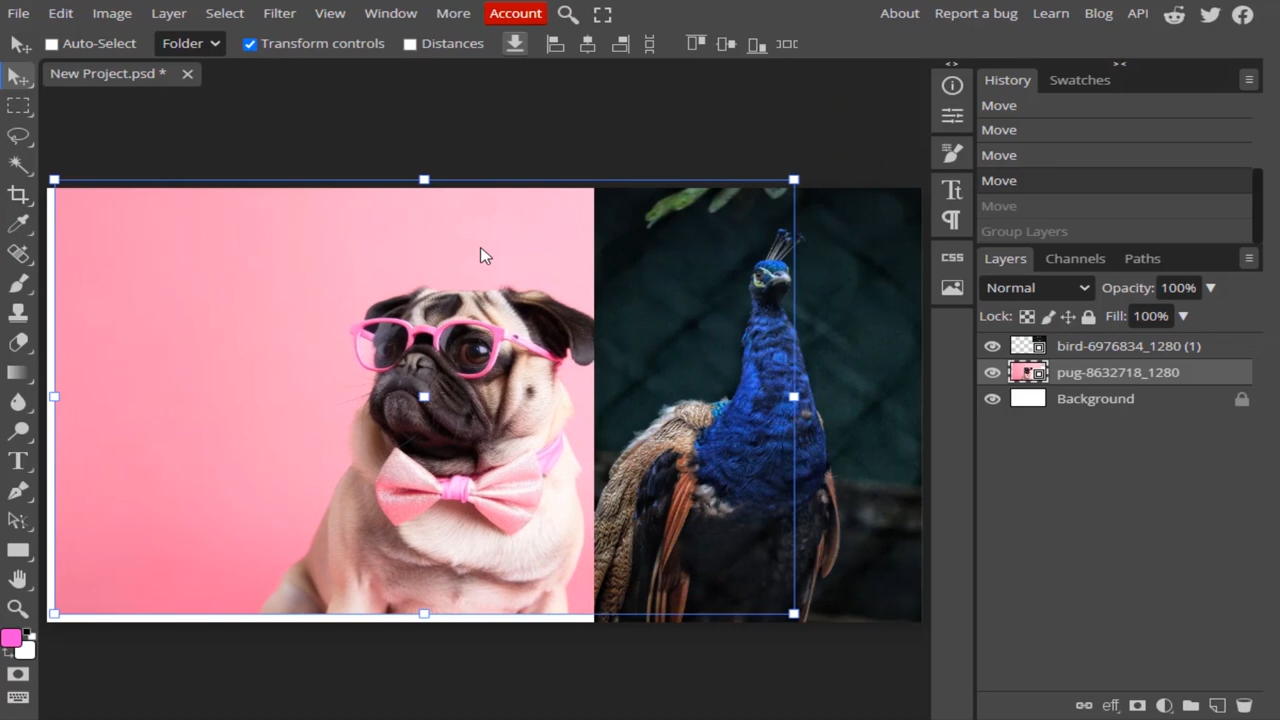 File Edit Image Layer Select Filter View Window More Account About Report a bug Learn Blog API
Auto-Select Folder Transform controls Distances
New Project.psd *
History Swatches
Move
Move
Move
Move
Move
Group Layers
CSS
Layers Channels Paths
Normal Opacity: 100%
Lock: Fill: 100%
bird-6976834_1280 (1)
pug-8632718_1280
Background
eff